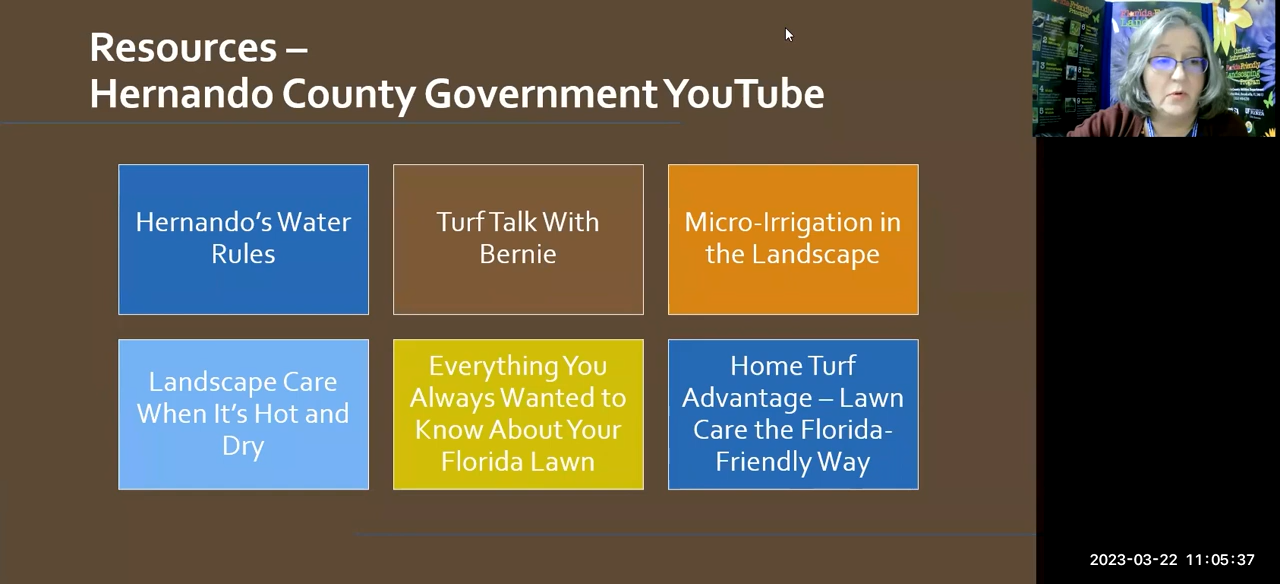 Resources –
Hernando County Government YouTube
Hernando's Water
Rules
Turf Talk With
Bernie
Micro-Irrigation in
the Landscape
Landscape Care
When It's Hot and
Dry
Everything You
Always Wanted to
Know About Your
Florida Lawn
Home Turf
Advantage – Lawn
Care the Florida-
Friendly Way
2023-03-22 11:05:37